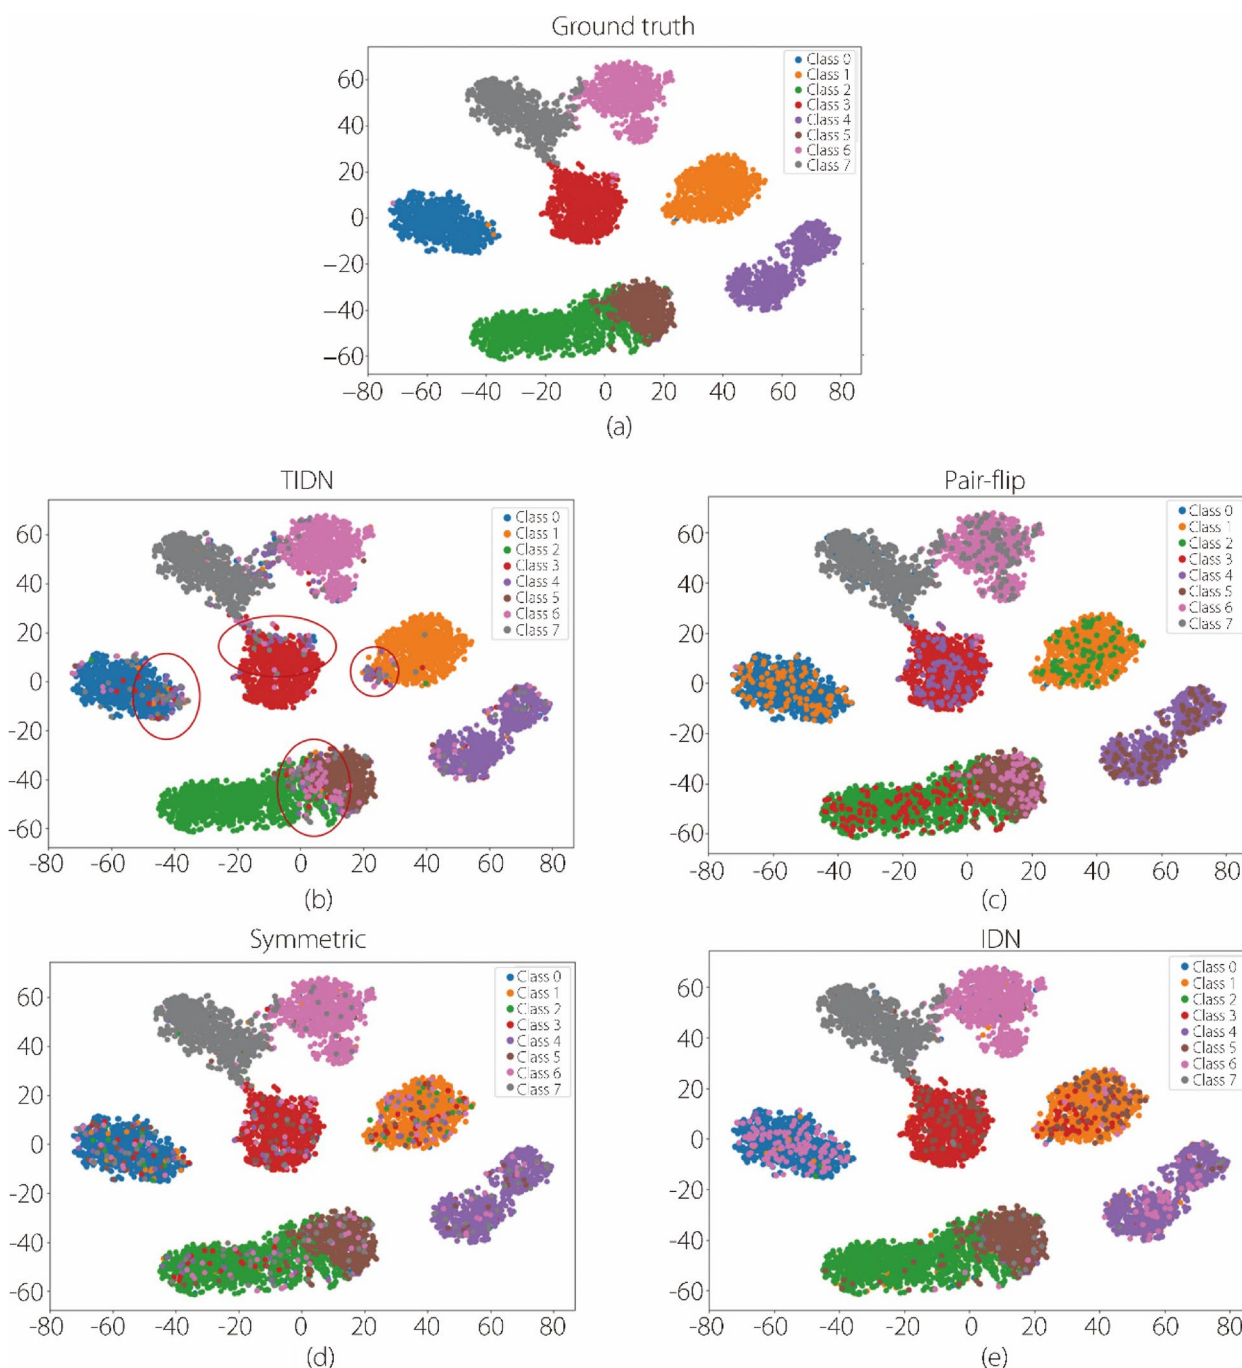 Ground truth
Class 0
Class 1
Class 2
Class 3
Class 4
Class 5
Class 6
Class 7
60
40
20
0
−20
−40
−60
−80 −60 −40 −20 0 20 40 60 80
(a)
TIDN
Class 0
Class 1
Class 2
Class 3
Class 4
Class 5
Class 6
Class 7
60
40
20
0
-20
-40
-60
-80 -60 -40 -20 0 20 40 60 80
(b)
Pair-flip
Class 0
Class 1
Class 2
Class 3
Class 4
Class 5
Class 6
Class 7
60
40
20
0
-20
-40
-60
-80 -60 -40 -20 0 20 40 60 80
(c)
Symmetric
Class 0
Class 1
Class 2
Class 3
Class 4
Class 5
Class 6
Class 7
60
40
20
0
-20
-40
-60
-80 -60 -40 -20 0 20 40 60 80
(d)
IDN
Class 0
Class 1
Class 2
Class 3
Class 4
Class 5
Class 6
Class 7
60
40
20
0
-20
-40
-60
-80 -60 -40 -20 0 20 40 60 80
(e)